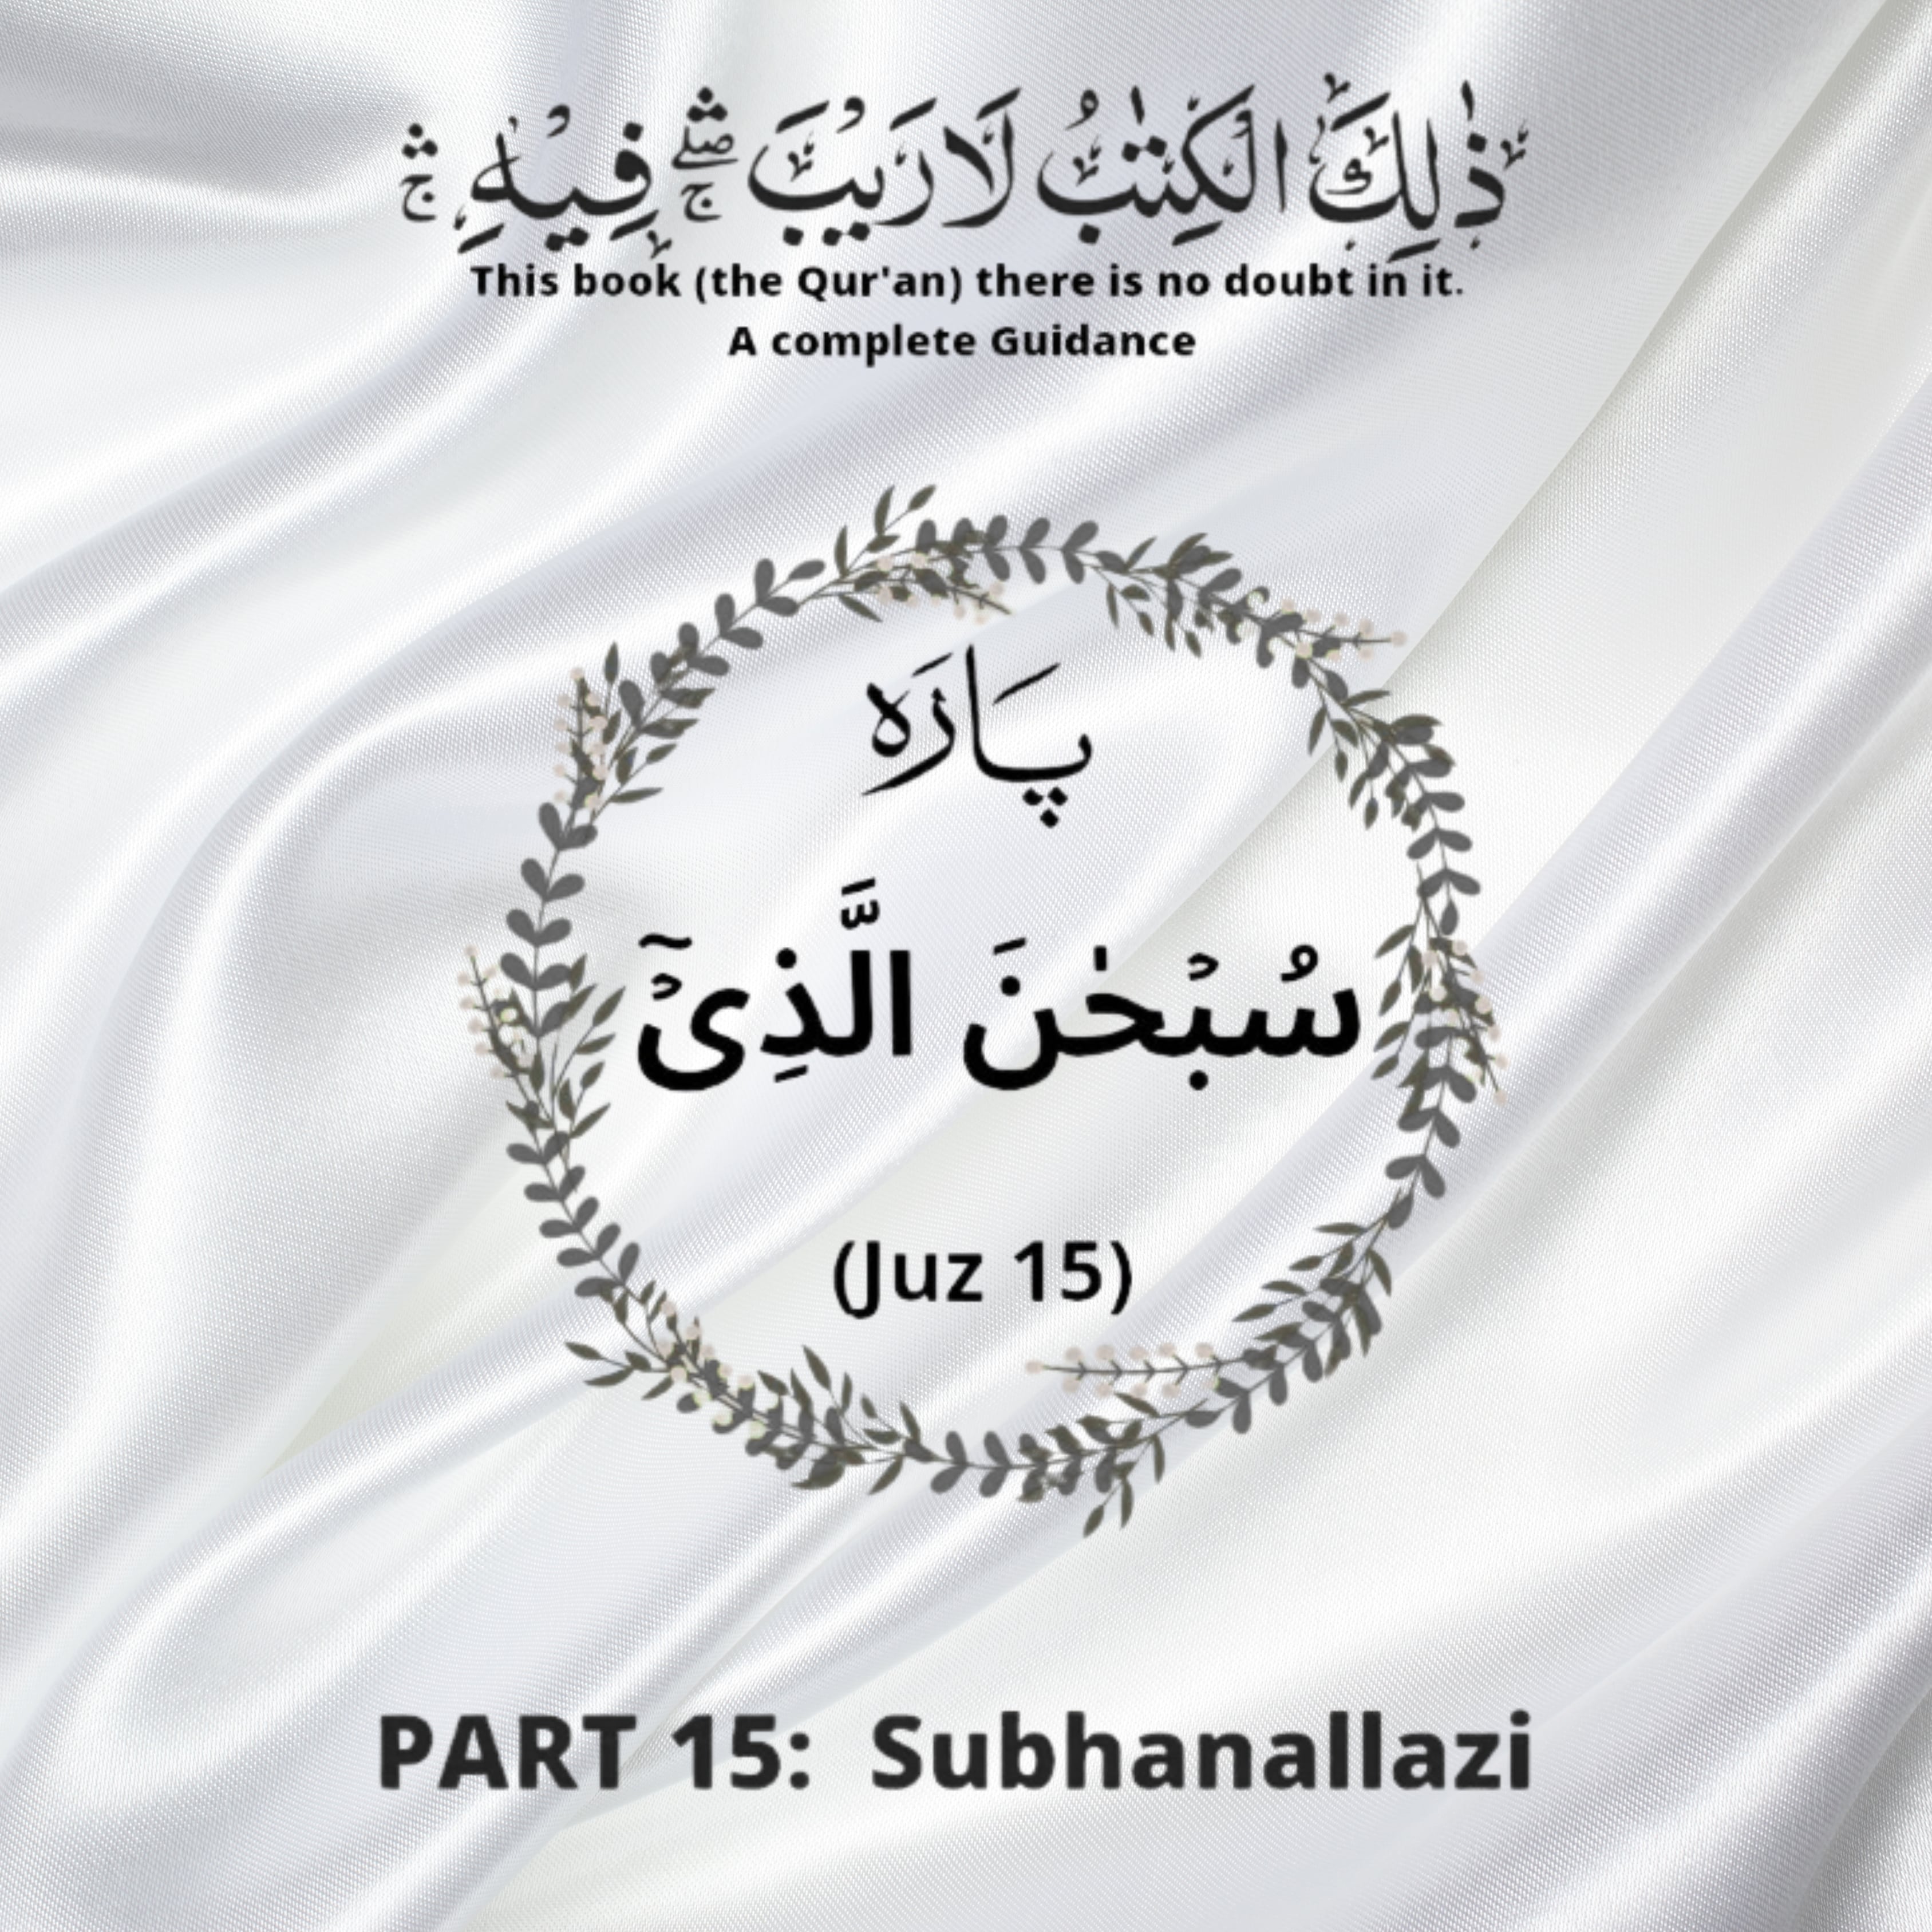 ذٰلِكَ الْكِتٰبُ لَا رَيْبَ ۛۖۚ فِيْهِ ۛۚ
This book (the Qur'an) there is no doubt in it.
A complete Guidance
پَارَہ
سُبْحٰنَ الَّذِىْۤ
(Juz 15)
PART 15: Subhanallazi